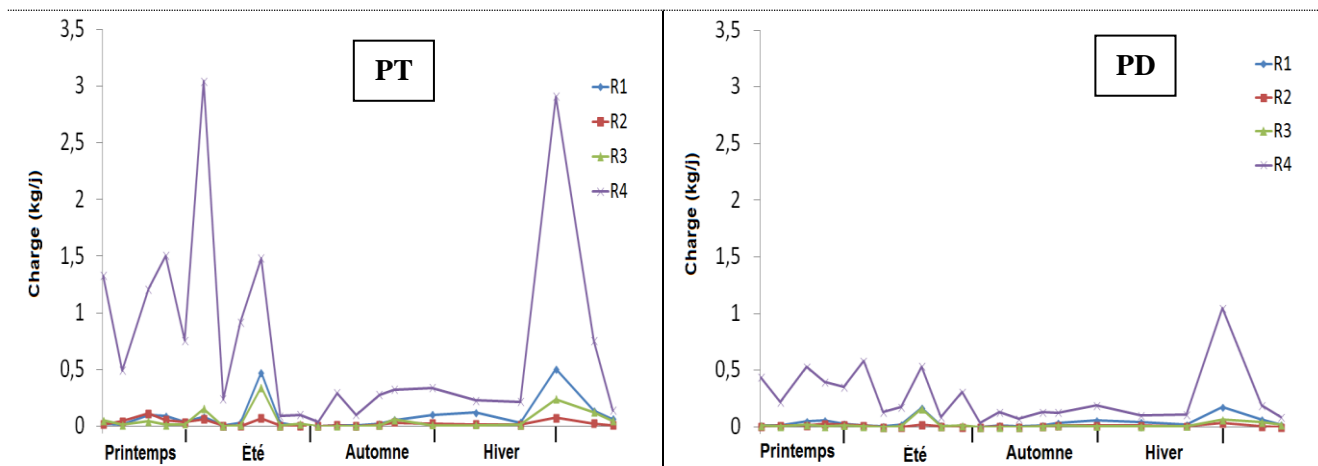 3,5
3
2,5
2
1,5
1
0,5
0
Charge (kg/j)
PT
R1
R2
R3
R4
Printemps
Été
Automne
Hiver
3,5
3
2,5
2
1,5
1
0,5
0
Charge (kg/j)
PD
R1
R2
R3
R4
Printemps
Été
Automne
Hiver